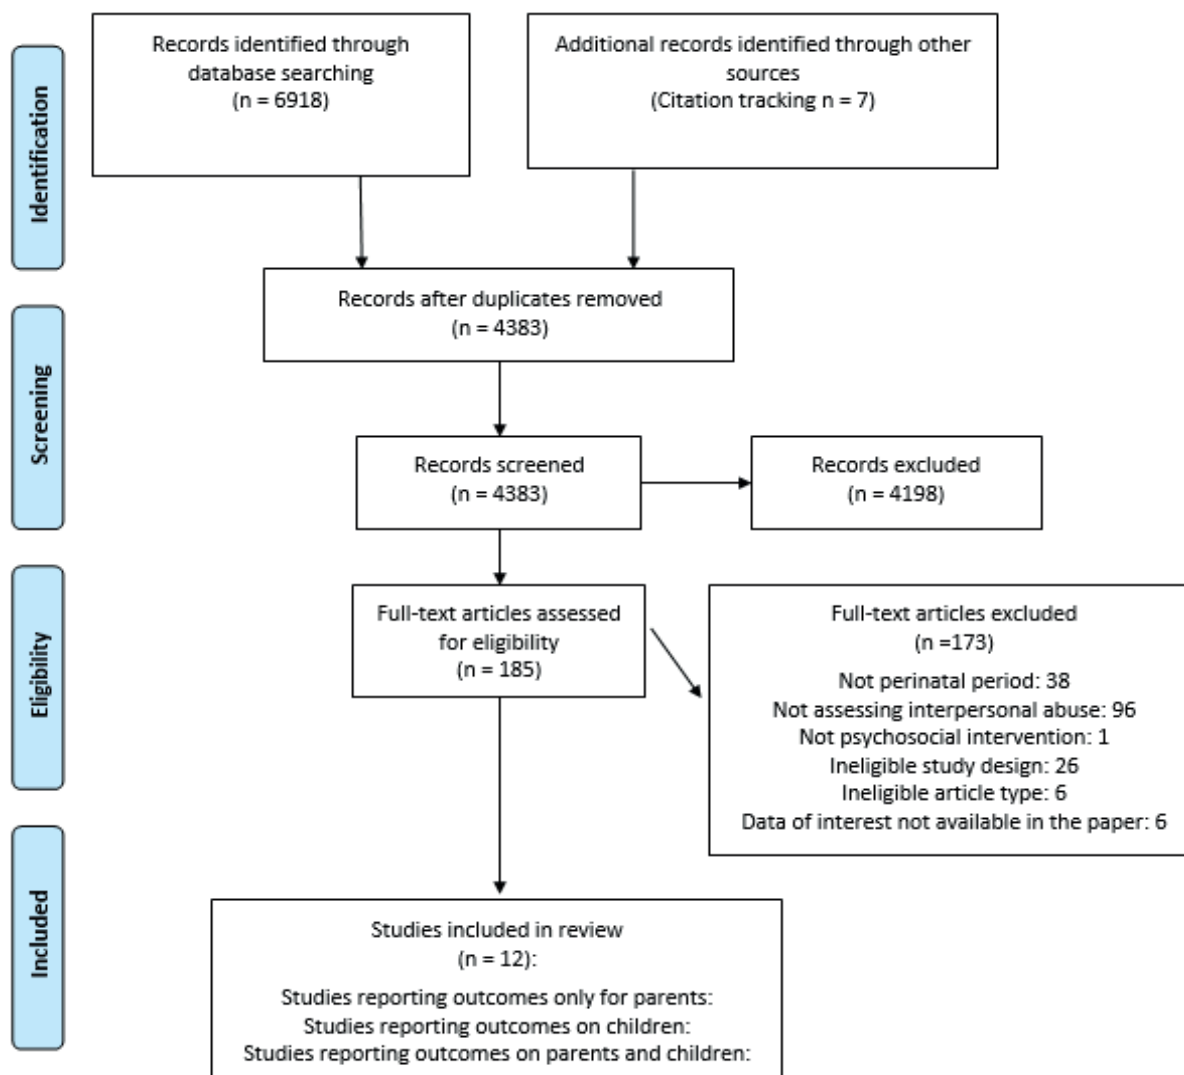 Identification
Records identified through
database searching
(n = 6918)
Additional records identified through other
sources
(Citation tracking n = 7)
Records after duplicates removed
(n = 4383)
Screening
Records screened
(n = 4383)
Records excluded
(n = 4198)
Eligibility
Full-text articles assessed
for eligibility
(n = 185)
Full-text articles excluded
(n =173)
Not perinatal period: 38
Not assessing interpersonal abuse: 96
Not psychosocial intervention: 1
Ineligible study design: 26
Ineligible article type: 6
Data of interest not available in the paper: 6
Included
Studies included in review
(n = 12):
Studies reporting outcomes only for parents:
Studies reporting outcomes on children:
Studies reporting outcomes on parents and children: